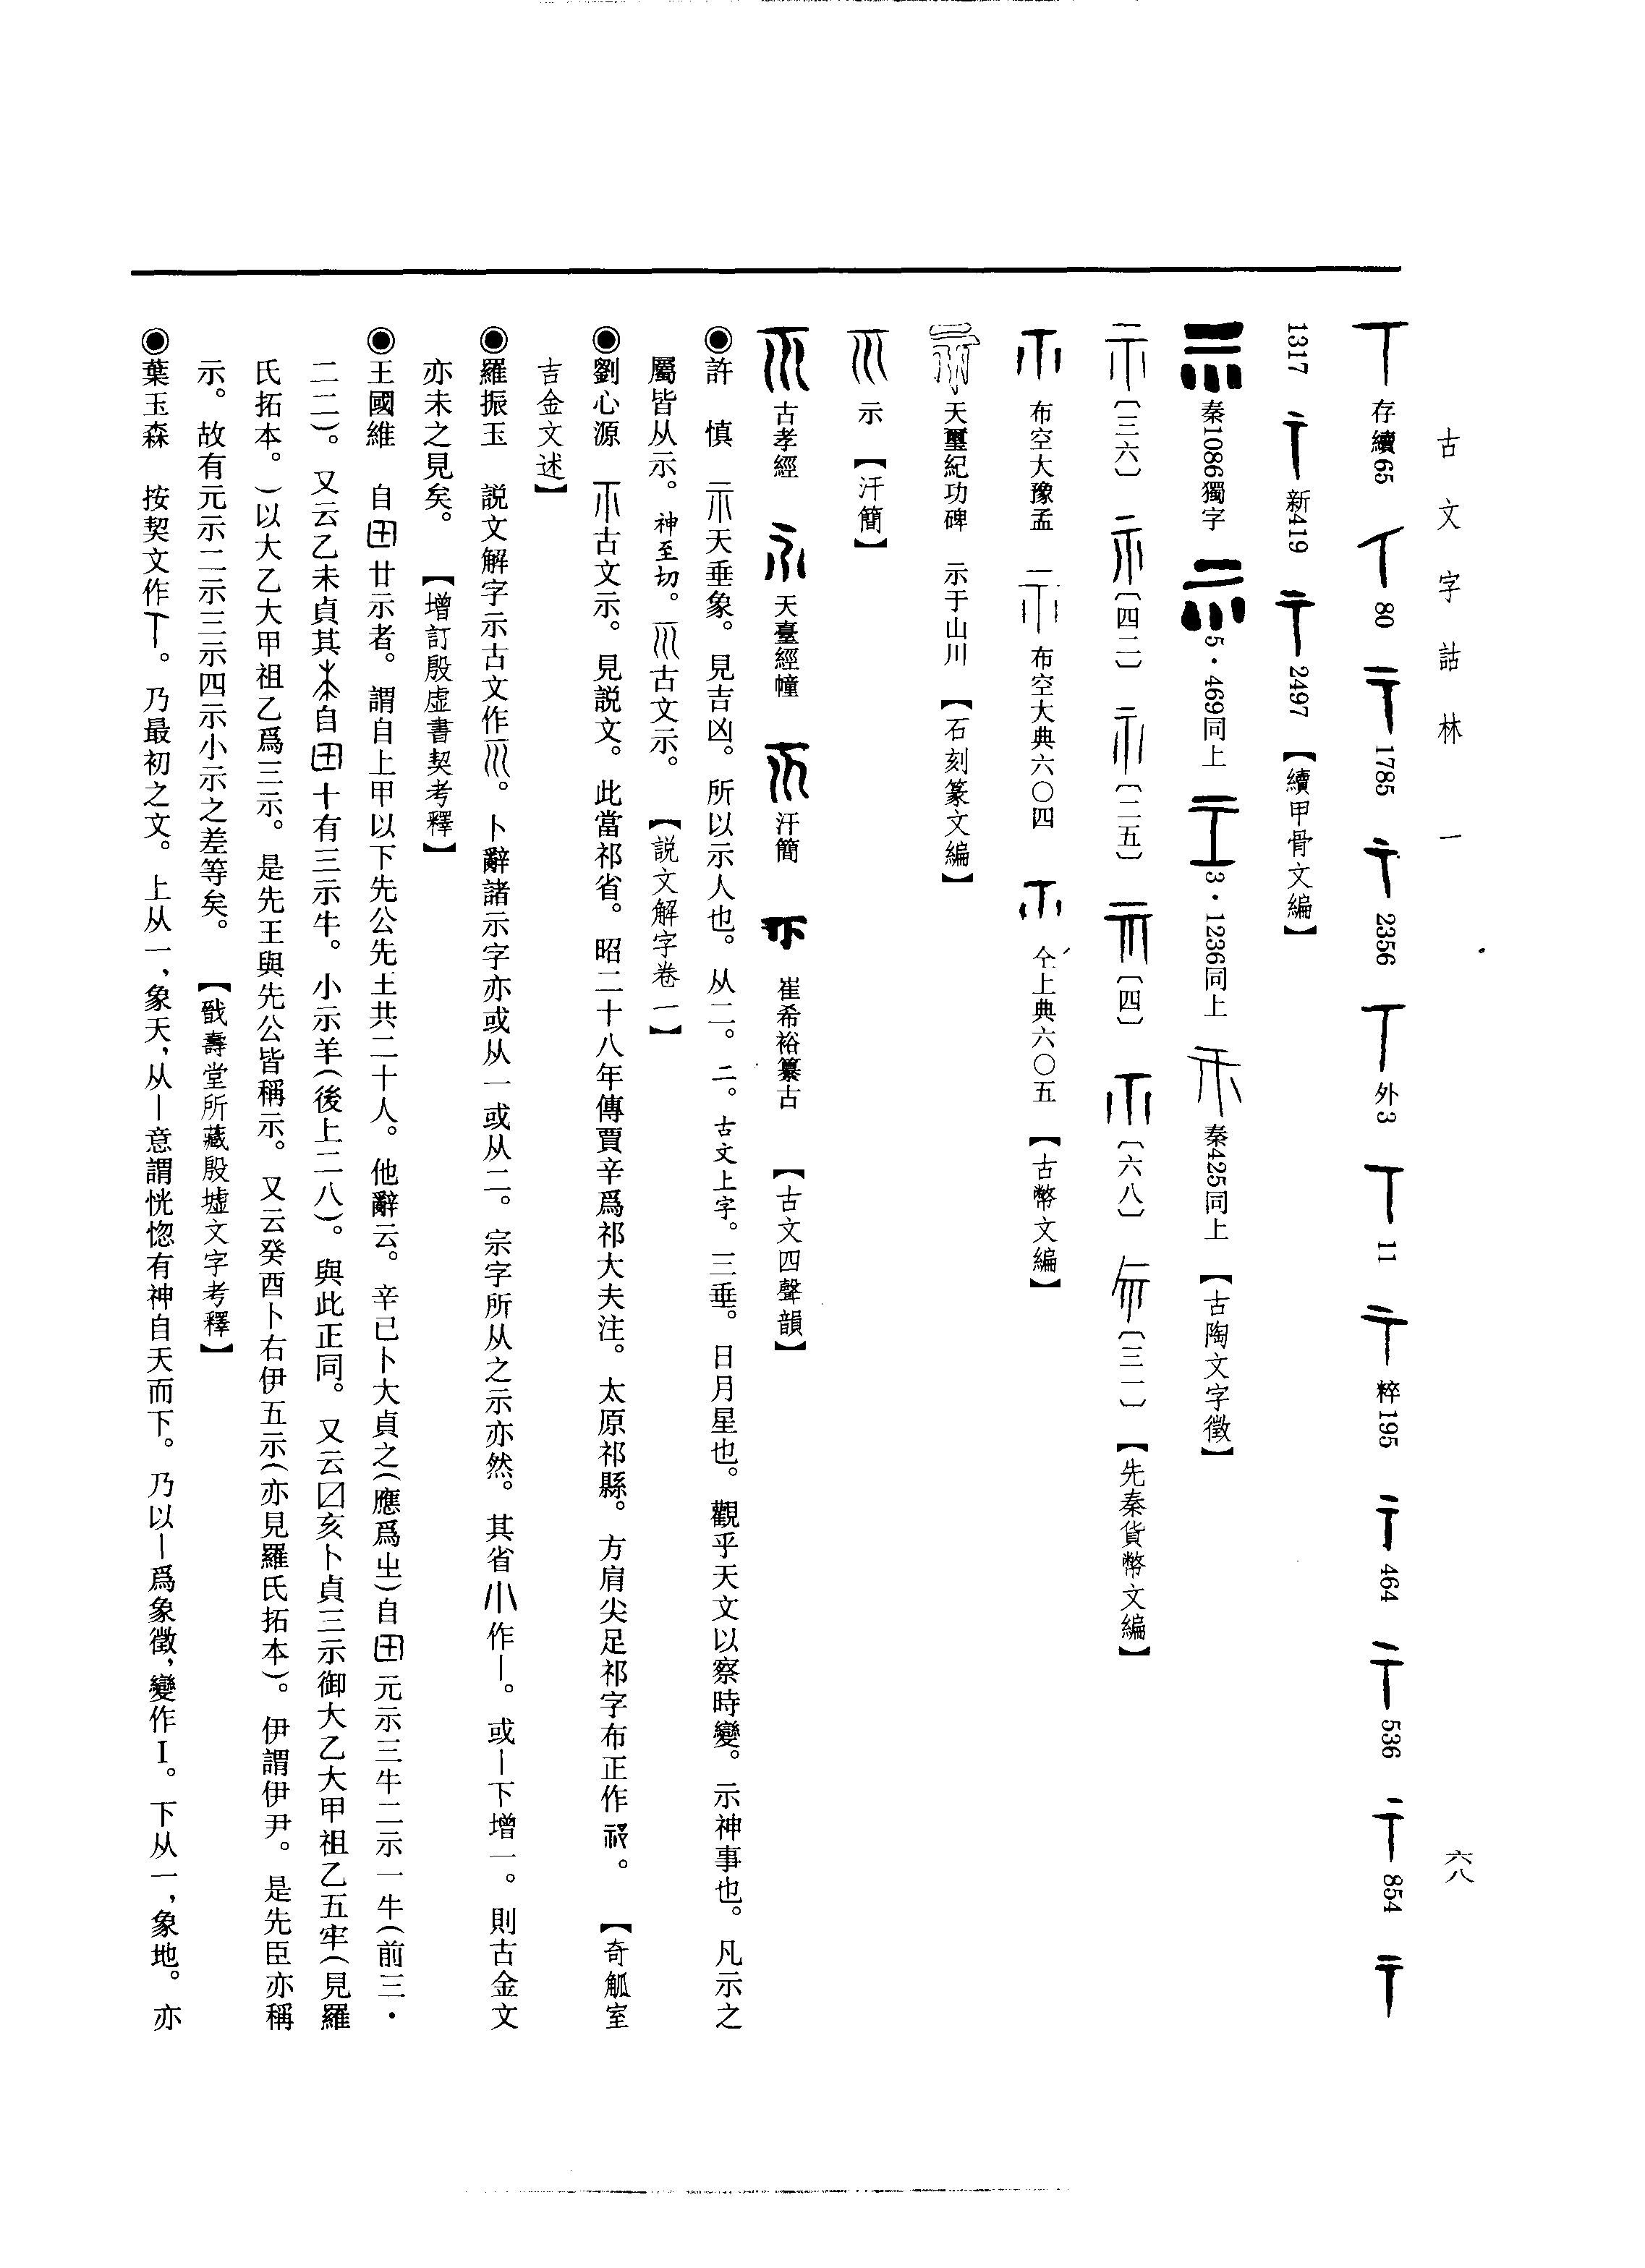 古文字詁林　一
六八
存續65　80　1785　2356　外3　11　粹195　464　536　854
1317　新419　2497　【續甲骨文編】
秦1086獨字　5·469同上　3·1236同上　秦425同上　【古陶文字徵】
〔三六〕　〔四二〕　〔二五〕　〔四〕　〔六八〕　〔三一〕　【先秦貨幣文編】
布空大豫孟　布空大典六〇四　仝上典六〇五　【古幣文編】
天璽紀功碑　示于山川　【石刻篆文編】
示　【汗簡】
古孝經　天臺經幢　汗簡　崔希裕纂古　【古文四聲韻】
◉許　慎　示天垂象。見吉凶。所以示人也。从二。二。古文上字。三垂。日月星也。觀乎天文以察時變。示神事也。凡示之
屬皆从示。神至切。𥘆古文示。　【說文解字卷一】
◉劉心源　古文示。見說文。此當祁省。昭二十八年傳賈辛爲祁大夫注。太原祁縣。方肩尖足祁字布正作。　【奇觚室
吉金文述】
◉羅振玉　說文解字示古文作𥘆。卜辭諸示字亦或从一或从二。宗字所从之示亦然。其省作丨。或丨下增一。則古金文
亦未之見矣。　【增訂殷虛書契考釋】
◉王國維　自廿示者。謂自上甲以下先公先王共二十人。他辭云。辛巳卜大貞之（應爲㞢）自元示三牛二示一牛（前三·
二二）。又云乙未貞其自十有三示牛。小示羊（後上二八）。與此正同。又云〼亥卜貞三示御大乙大甲祖乙五牢（見羅
氏拓本。）以大乙大甲祖乙爲三示。是先王與先公皆稱示。又云癸酉卜右伊五示（亦見羅氏拓本）。伊謂伊尹。是先臣亦稱
示。故有元示二示三示四示小示之差等矣。　【戩壽堂所藏殷墟文字考釋】
◉葉玉森　按契文作丅。乃最初之文。上从一，象天，从丨意謂恍惚有神自天而下。乃以丨爲象徵，變作工。下从一，象地。亦